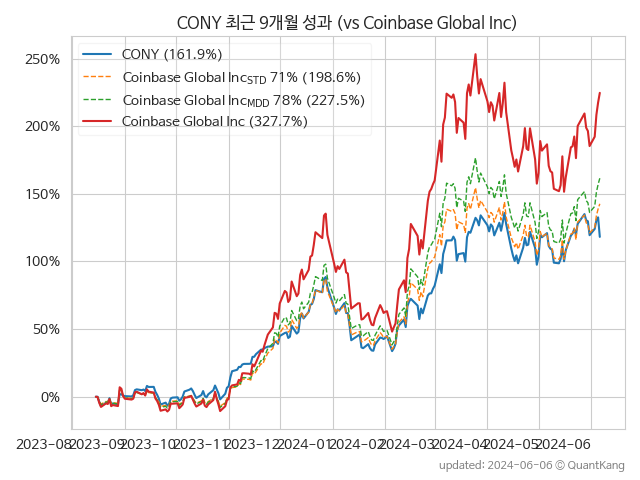 CONY 최근 9개월 성과 (vs Coinbase Global Inc)
CONY (161.9%)
Coinbase Global IncSTD 71% (198.6%)
Coinbase Global IncMDD 78% (227.5%)
Coinbase Global Inc (327.7%)
250%
200%
150%
100%
50%
0%
2023-08 2023-09 2023-10 2023-11 2023-12 2024-01 2024-02 2024-03 2024-04 2024-05 2024-06
updated: 2024-06-06 © QuantKang